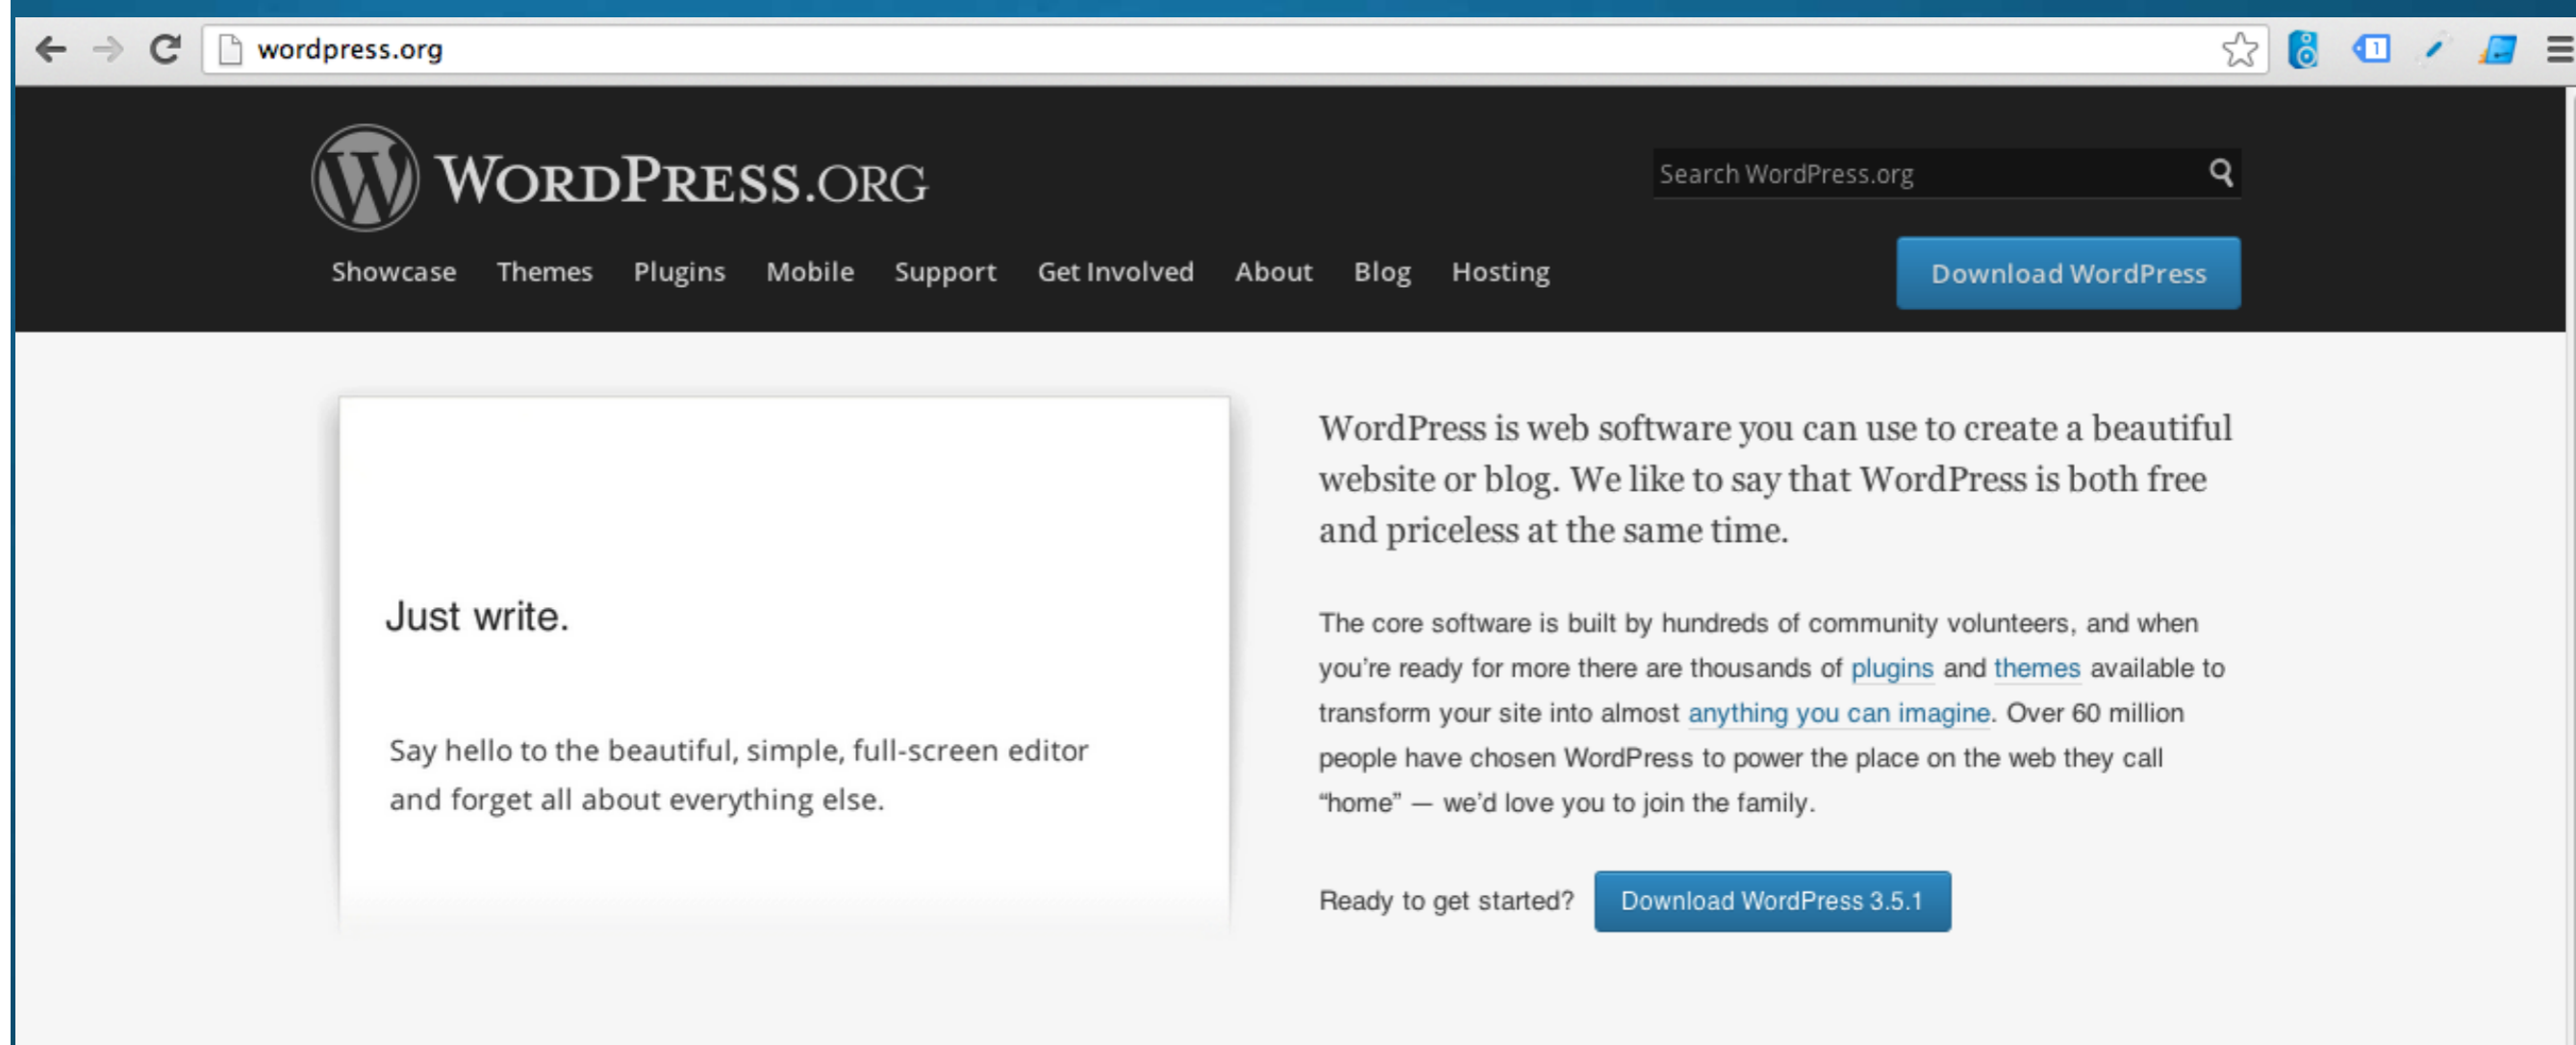 wordpress.org
1
WORDPRESS.ORG
Search WordPress.org
Showcase Themes Plugins Mobile Support Get Involved About Blog Hosting
Download WordPress
Just write.
Say hello to the beautiful, simple, full-screen editor
and forget all about everything else.
WordPress is web software you can use to create a beautiful
website or blog. We like to say that WordPress is both free
and priceless at the same time.
The core software is built by hundreds of community volunteers, and when
you’re ready for more there are thousands of plugins and themes available to
transform your site into almost anything you can imagine. Over 60 million
people have chosen WordPress to power the place on the web they call
“home” — we’d love you to join the family.
Ready to get started? Download WordPress 3.5.1